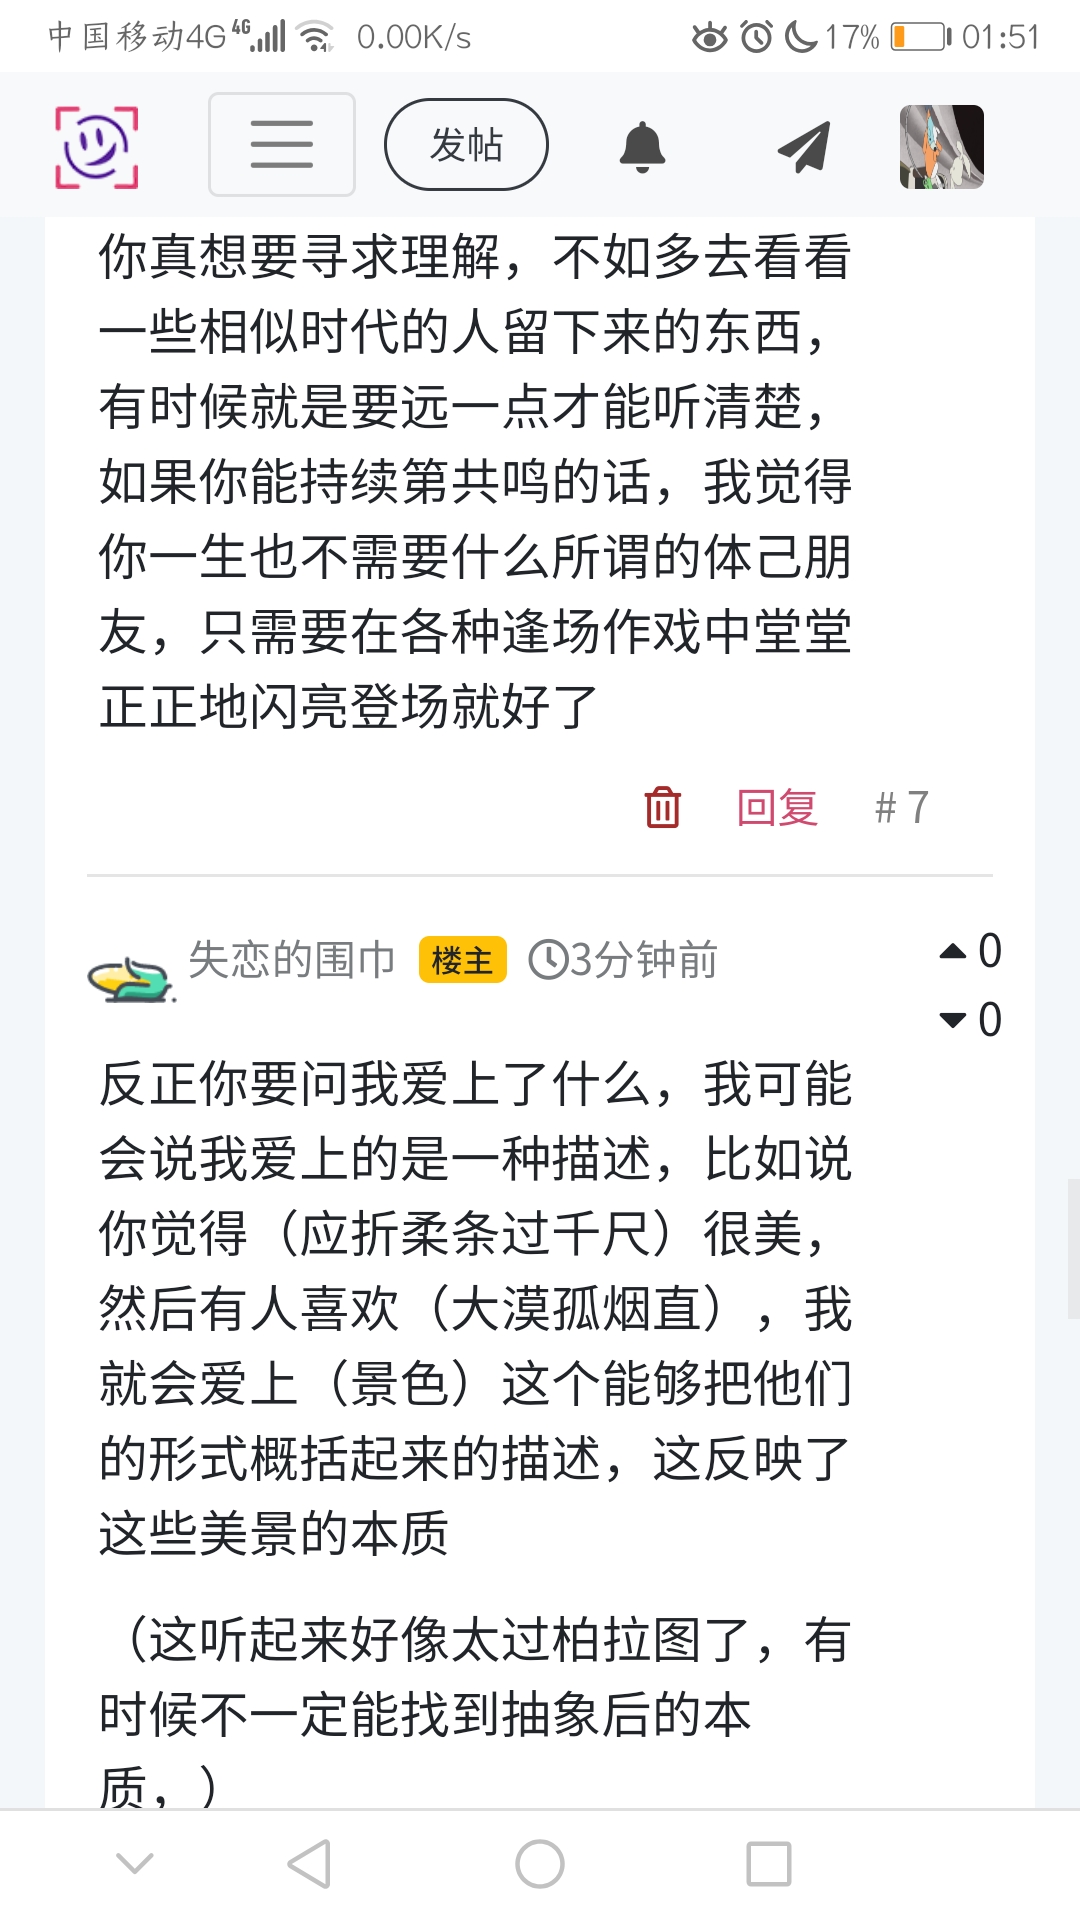 中国移动4G 4G 0.00K/s 17% 01:51
发帖
你真想要寻求理解，不如多去看看
一些相似时代的人留下来的东西，
有时候就是要远一点才能听清楚，
如果你能持续第共鸣的话，我觉得
你一生也不需要什么所谓的体己朋
友，只需要在各种逢场作戏中堂堂
正正地闪亮登场就好了
回复 #7
失恋的围巾 楼主 3分钟前 0
0
反正你要问我爱上了什么，我可能
会说我爱上的是一种描述，比如说
你觉得（应折柔条过千尺）很美，
然后有人喜欢（大漠孤烟直），我
就会爱上（景色）这个能够把他们
的形式概括起来的描述，这反映了
这些美景的本质
（这听起来好像太过柏拉图了，有
时候不一定能找到抽象后的本
质，）